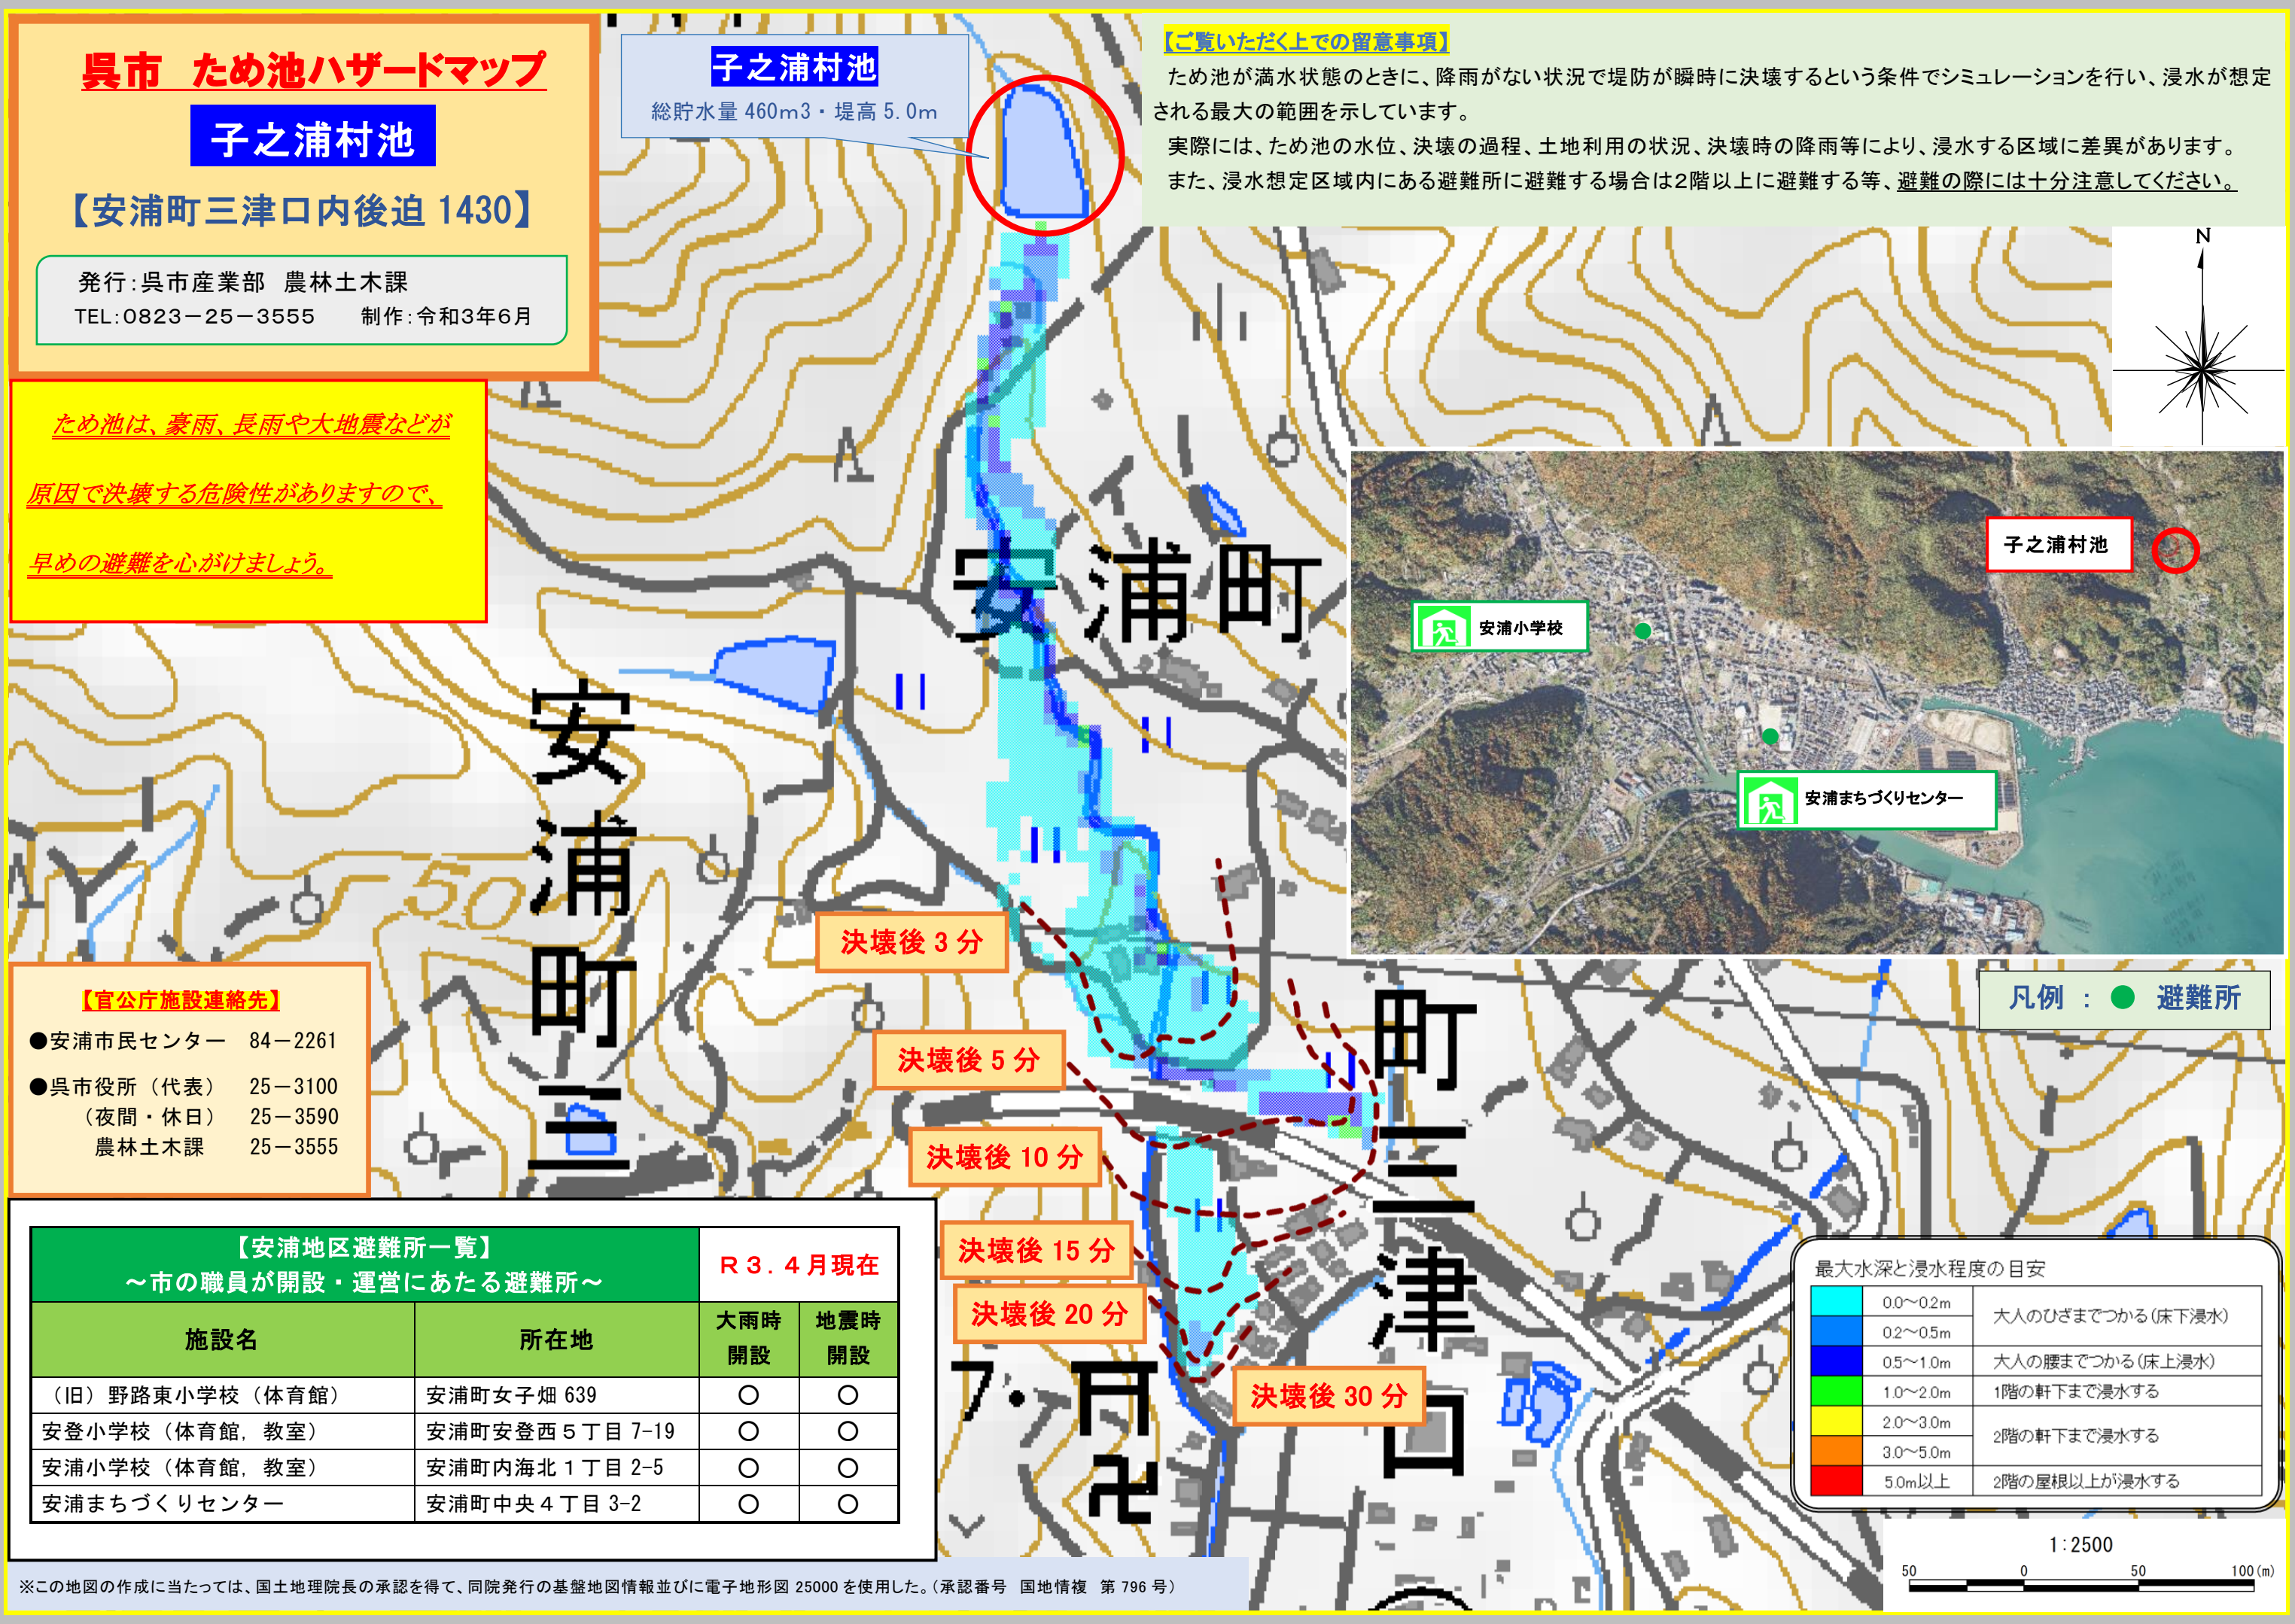 呉市　ため池ハザードマップ
子之浦村池
【安浦町三津口内後迫 1430】
発行：呉市産業部　農林土木課
TEL：0823－25－3555　　制作：令和3年6月
子之浦村池
総貯水量 460m3・堤高 5.0m
【ご覧いただく上での留意事項】
ため池が満水状態のときに、降雨がない状況で堤防が瞬時に決壊するという条件でシミュレーションを行い、浸水が想定
される最大の範囲を示しています。
実際には、ため池の水位、決壊の過程、土地利用の状況、決壊時の降雨等により、浸水する区域に差異があります。
また、浸水想定区域内にある避難所に避難する場合は2階以上に避難する等、避難の際には十分注意してください。
N
ため池は、豪雨、長雨や大地震などが
原因で決壊する危険性がありますので、
早めの避難を心がけましょう。
子之浦村池
安浦小学校
安浦まちづくりセンター
安浦町
安浦町三
50
町三津口
決壊後 3 分
決壊後 5 分
決壊後 10 分
決壊後 15 分
決壊後 20 分
決壊後 30 分
凡例 ： ● 避難所
【官公庁施設連絡先】
●安浦市民センター　84－2261
●呉市役所（代表）　25－3100
（夜間・休日）　25－3590
農林土木課　25－3555
【安浦地区避難所一覧】
～市の職員が開設・運営にあたる避難所～
Ｒ３．４月現在
施設名　所在地　大雨時開設　地震時開設
（旧）野路東小学校（体育館）　安浦町女子畑 639　○　○
安登小学校（体育館，教室）　安浦町安登西５丁目 7-19　○　○
安浦小学校（体育館，教室）　安浦町内海北１丁目 2-5　○　○
安浦まちづくりセンター　安浦町中央４丁目 3-2　○　○
最大水深と浸水程度の目安
0.0～0.2m　大人のひざまでつかる（床下浸水）
0.2～0.5m
0.5～1.0m　大人の腰までつかる（床上浸水）
1.0～2.0m　1階の軒下まで浸水する
2.0～3.0m　2階の軒下まで浸水する
3.0～5.0m
5.0m以上　2階の屋根以上が浸水する
1：2500
50　0　50　100（m）
※この地図の作成に当たっては、国土地理院長の承認を得て、同院発行の基盤地図情報並びに電子地形図 25000 を使用した。（承認番号　国地情複　第 796 号）